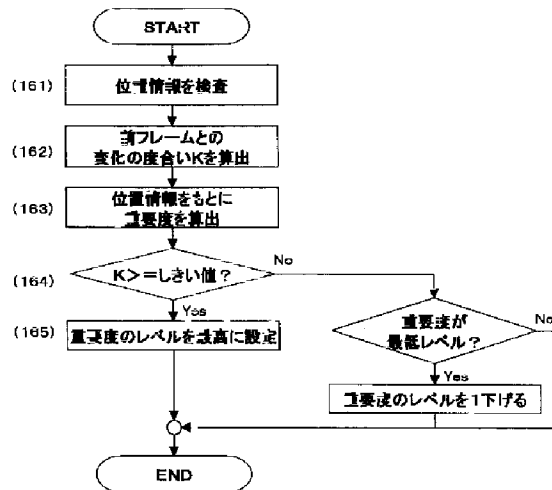 START
(161)
位置情報を検査
(162)
前フレームとの
変化の度合いKを算出
(163)
位置情報をもとに
重要度を算出
(164)
K>=しきい値?
No
Yes
(165)
重要度のレベルを最高に設定
重要度が
最低レベル?
No
Yes
重要度のレベルを1下げる
END